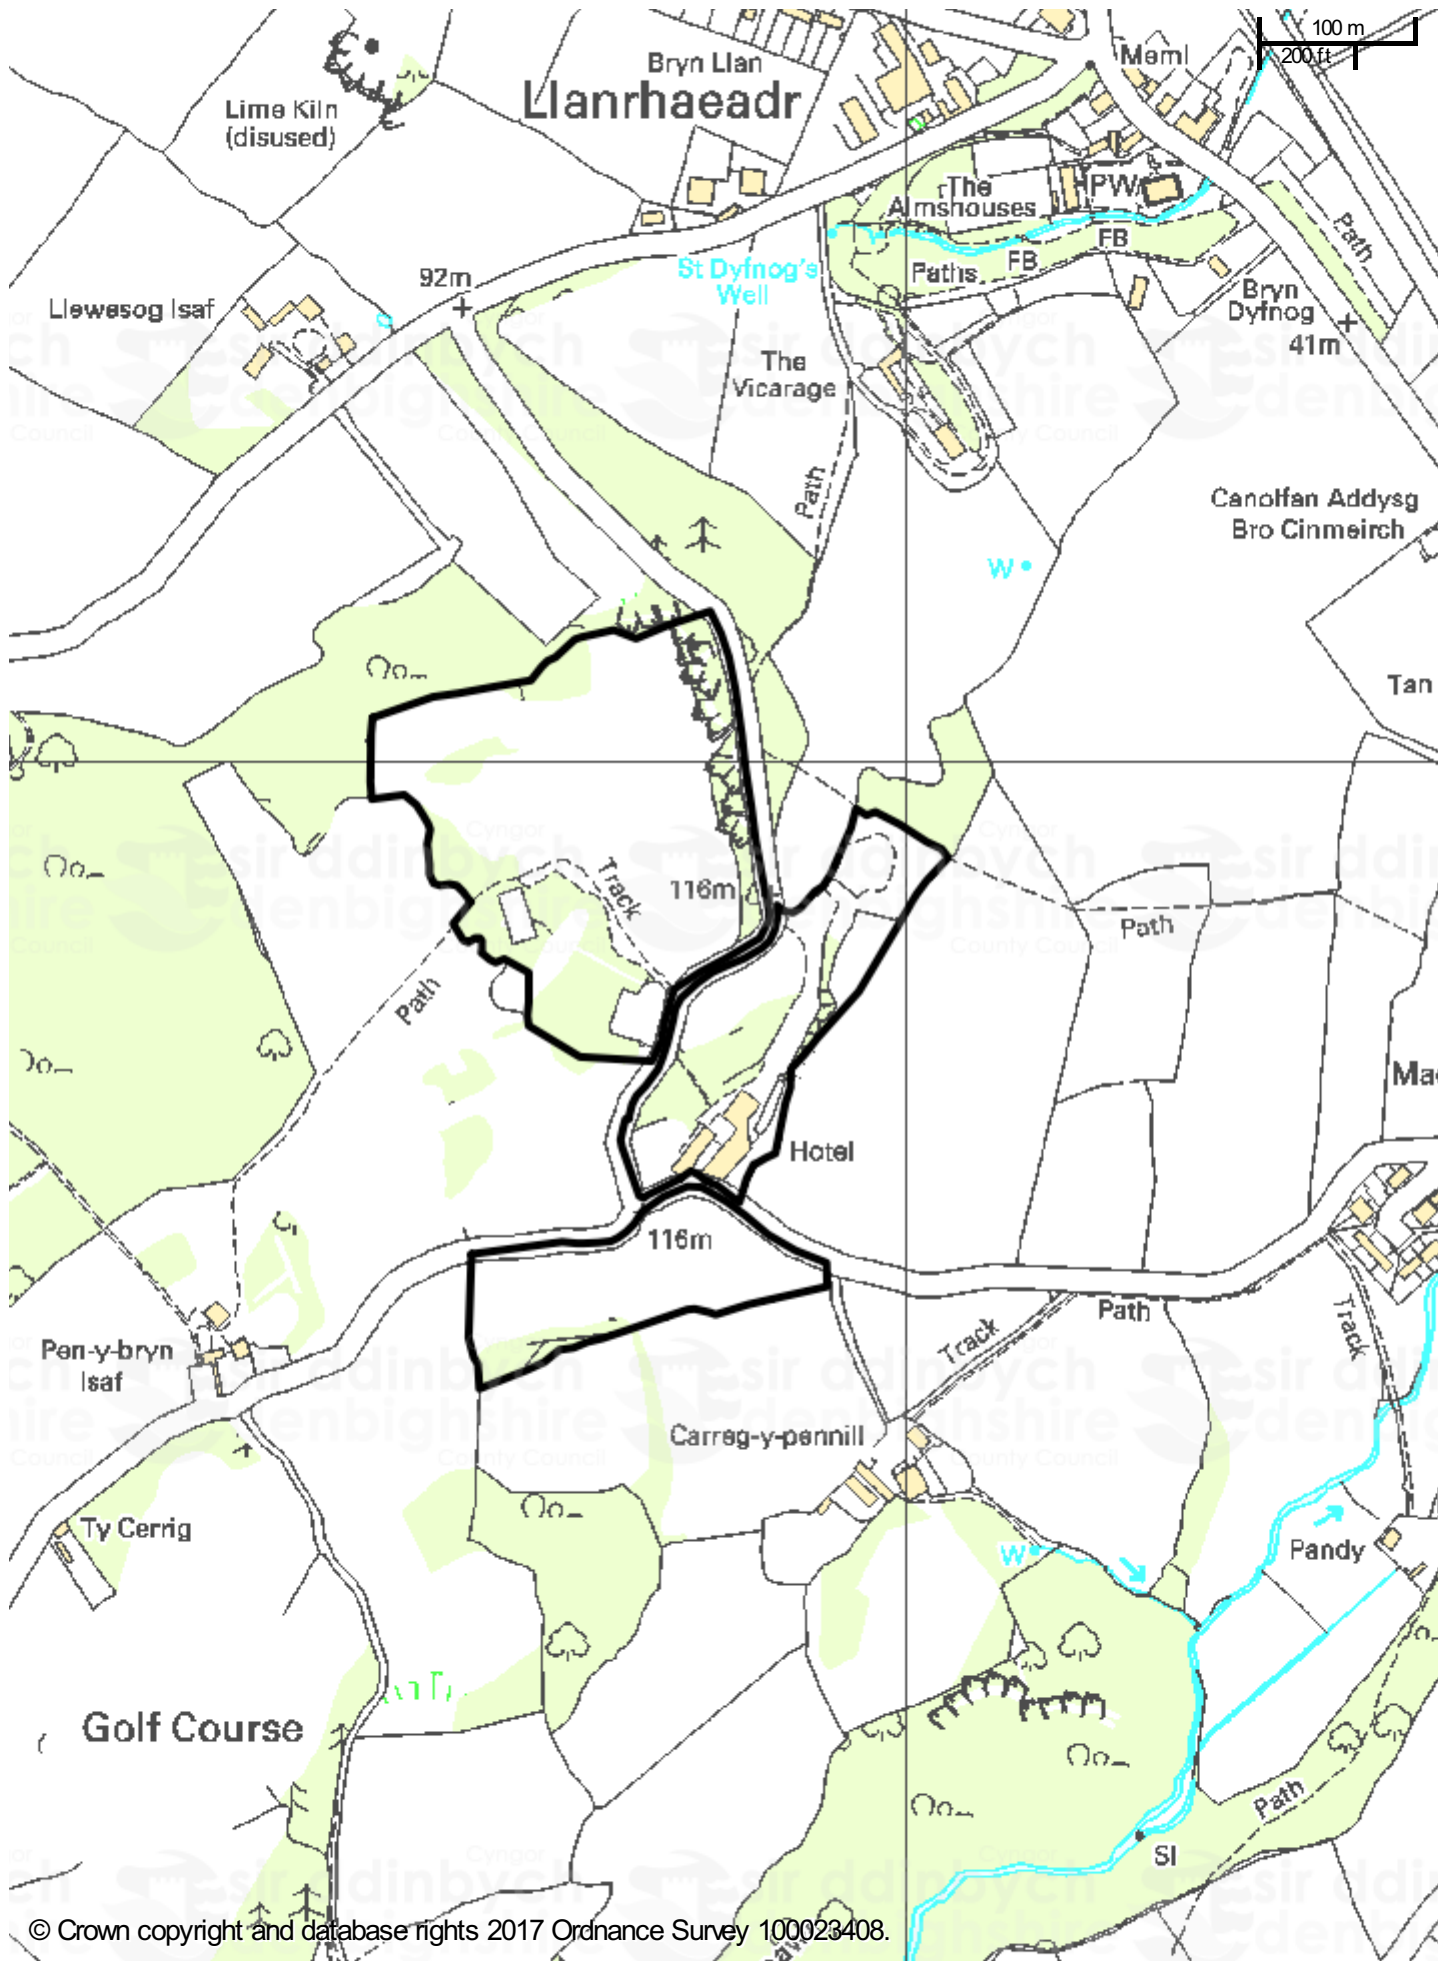 100 m
200 ft
Meml
Bryn Llan
Llanrhaeadr
Lime Kiln
(disused)
The
Almshouses
PW
FB
FB
Path
St Dyfnog's
Well
Paths
92m
Llewesog Isaf
Bryn
Dyfnog
41m
The
Vicarage
Path
Canolfan Addysg
Bro Cinmeirch
W
Tan
116m
Track
Path
Path
Mae
Hotel
116m
Path
Track
Track
Pen-y-bryn
Isaf
Carreg-y-pennill
Ty Cerrig
W
Pandy
Golf Course
Path
SI
Cyngor
sir ddinbych
denbighshire
County Council
© Crown copyright and database rights 2017 Ordnance Survey 100023408.